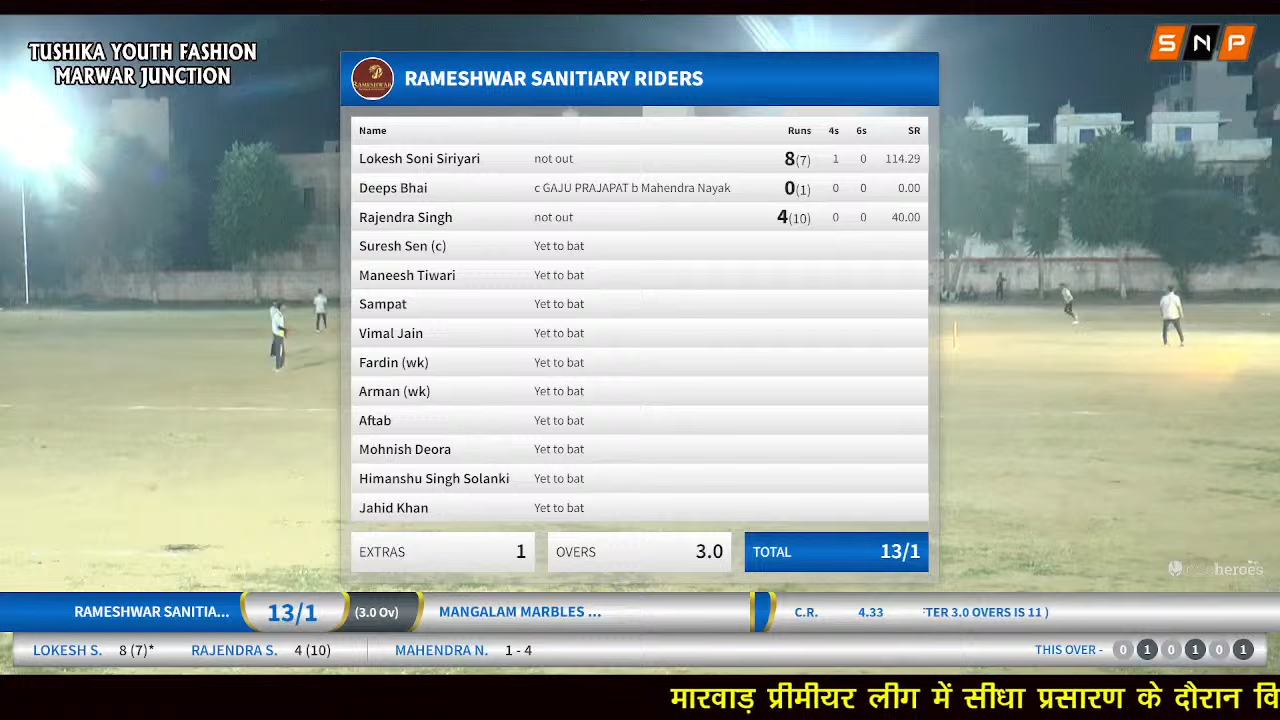 TUSHIKA YOUTH FASHION
MARWAR JUNCTION
SNP
RAMESHWAR
RAMESHWAR SANITIARY RIDERS
Name Runs 4s 6s SR
Lokesh Soni Siriyari not out 8(7) 1 0 114.29
Deeps Bhai c GAJU PRAJAPAT b Mahendra Nayak 0(1) 0 0 0.00
Rajendra Singh not out 4(10) 0 0 40.00
Suresh Sen (c) Yet to bat
Maneesh Tiwari Yet to bat
Sampat Yet to bat
Vimal Jain Yet to bat
Fardin (wk) Yet to bat
Arman (wk) Yet to bat
Aftab Yet to bat
Mohnish Deora Yet to bat
Himanshu Singh Solanki Yet to bat
Jahid Khan Yet to bat
EXTRAS 1 OVERS 3.0 TOTAL 13/1
RAMESHWAR SANITIA... 13/1 (3.0 Ov) MANGALAM MARBLES ... C.R. 4.33 TER 3.0 OVERS IS 11 )
LOKESH S. 8 (7)* RAJENDRA S. 4 (10) MAHENDRA N. 1 - 4 THIS OVER - 0 1 0 1 0 1
मारवाड़ प्रीमीयर लीग में सीधा प्रसारण के दौरान वि